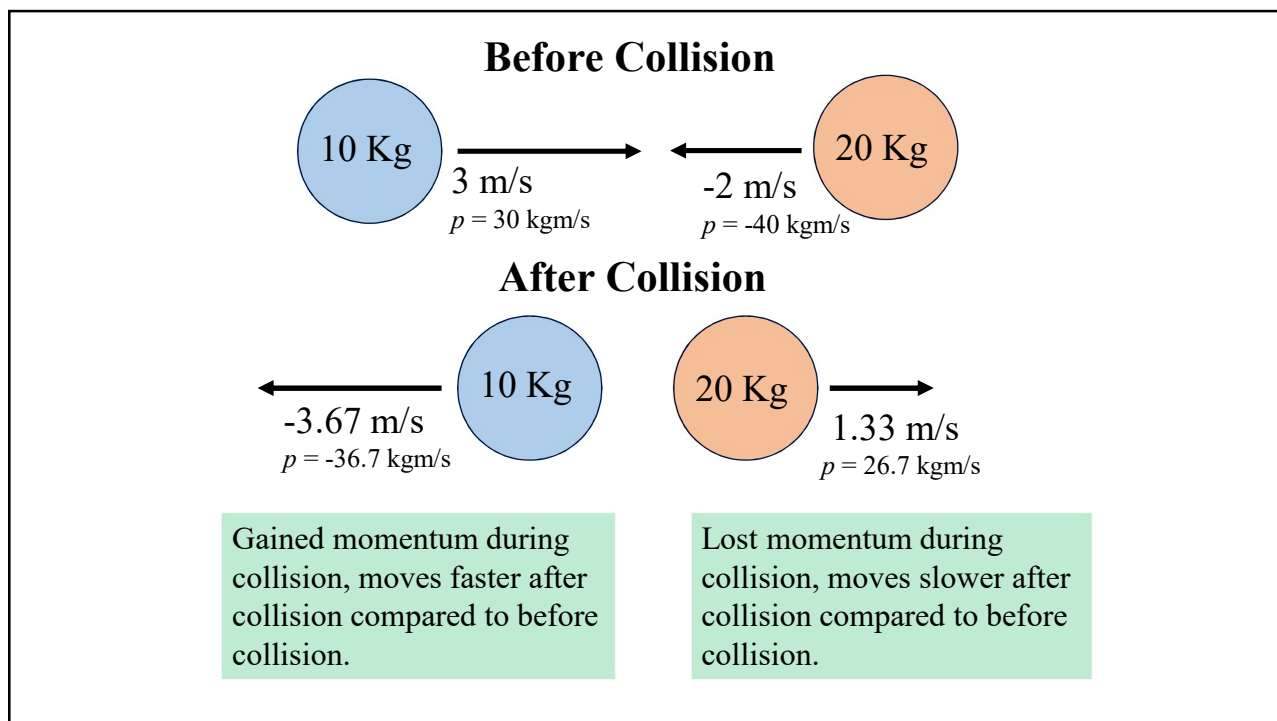 Before Collision
10 Kg
20 Kg
3 m/s
p = 30 kgm/s
-2 m/s
p = -40 kgm/s
After Collision
10 Kg
20 Kg
-3.67 m/s
p = -36.7 kgm/s
1.33 m/s
p = 26.7 kgm/s
Gained momentum during
collision, moves faster after
collision compared to before
collision.
Lost momentum during
collision, moves slower after
collision compared to before
collision.